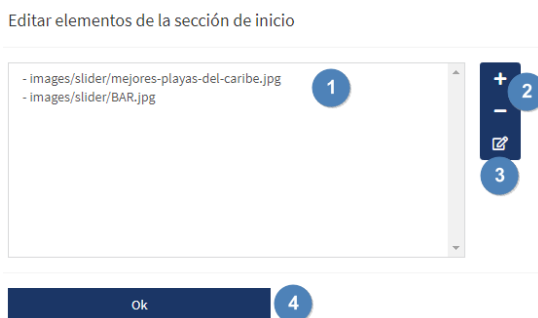 Editar elementos de la sección de inicio
- images/slider/mejores-playas-del-caribe.jpg
- images/slider/BAR.jpg
1
+
2
−
3
Ok
4